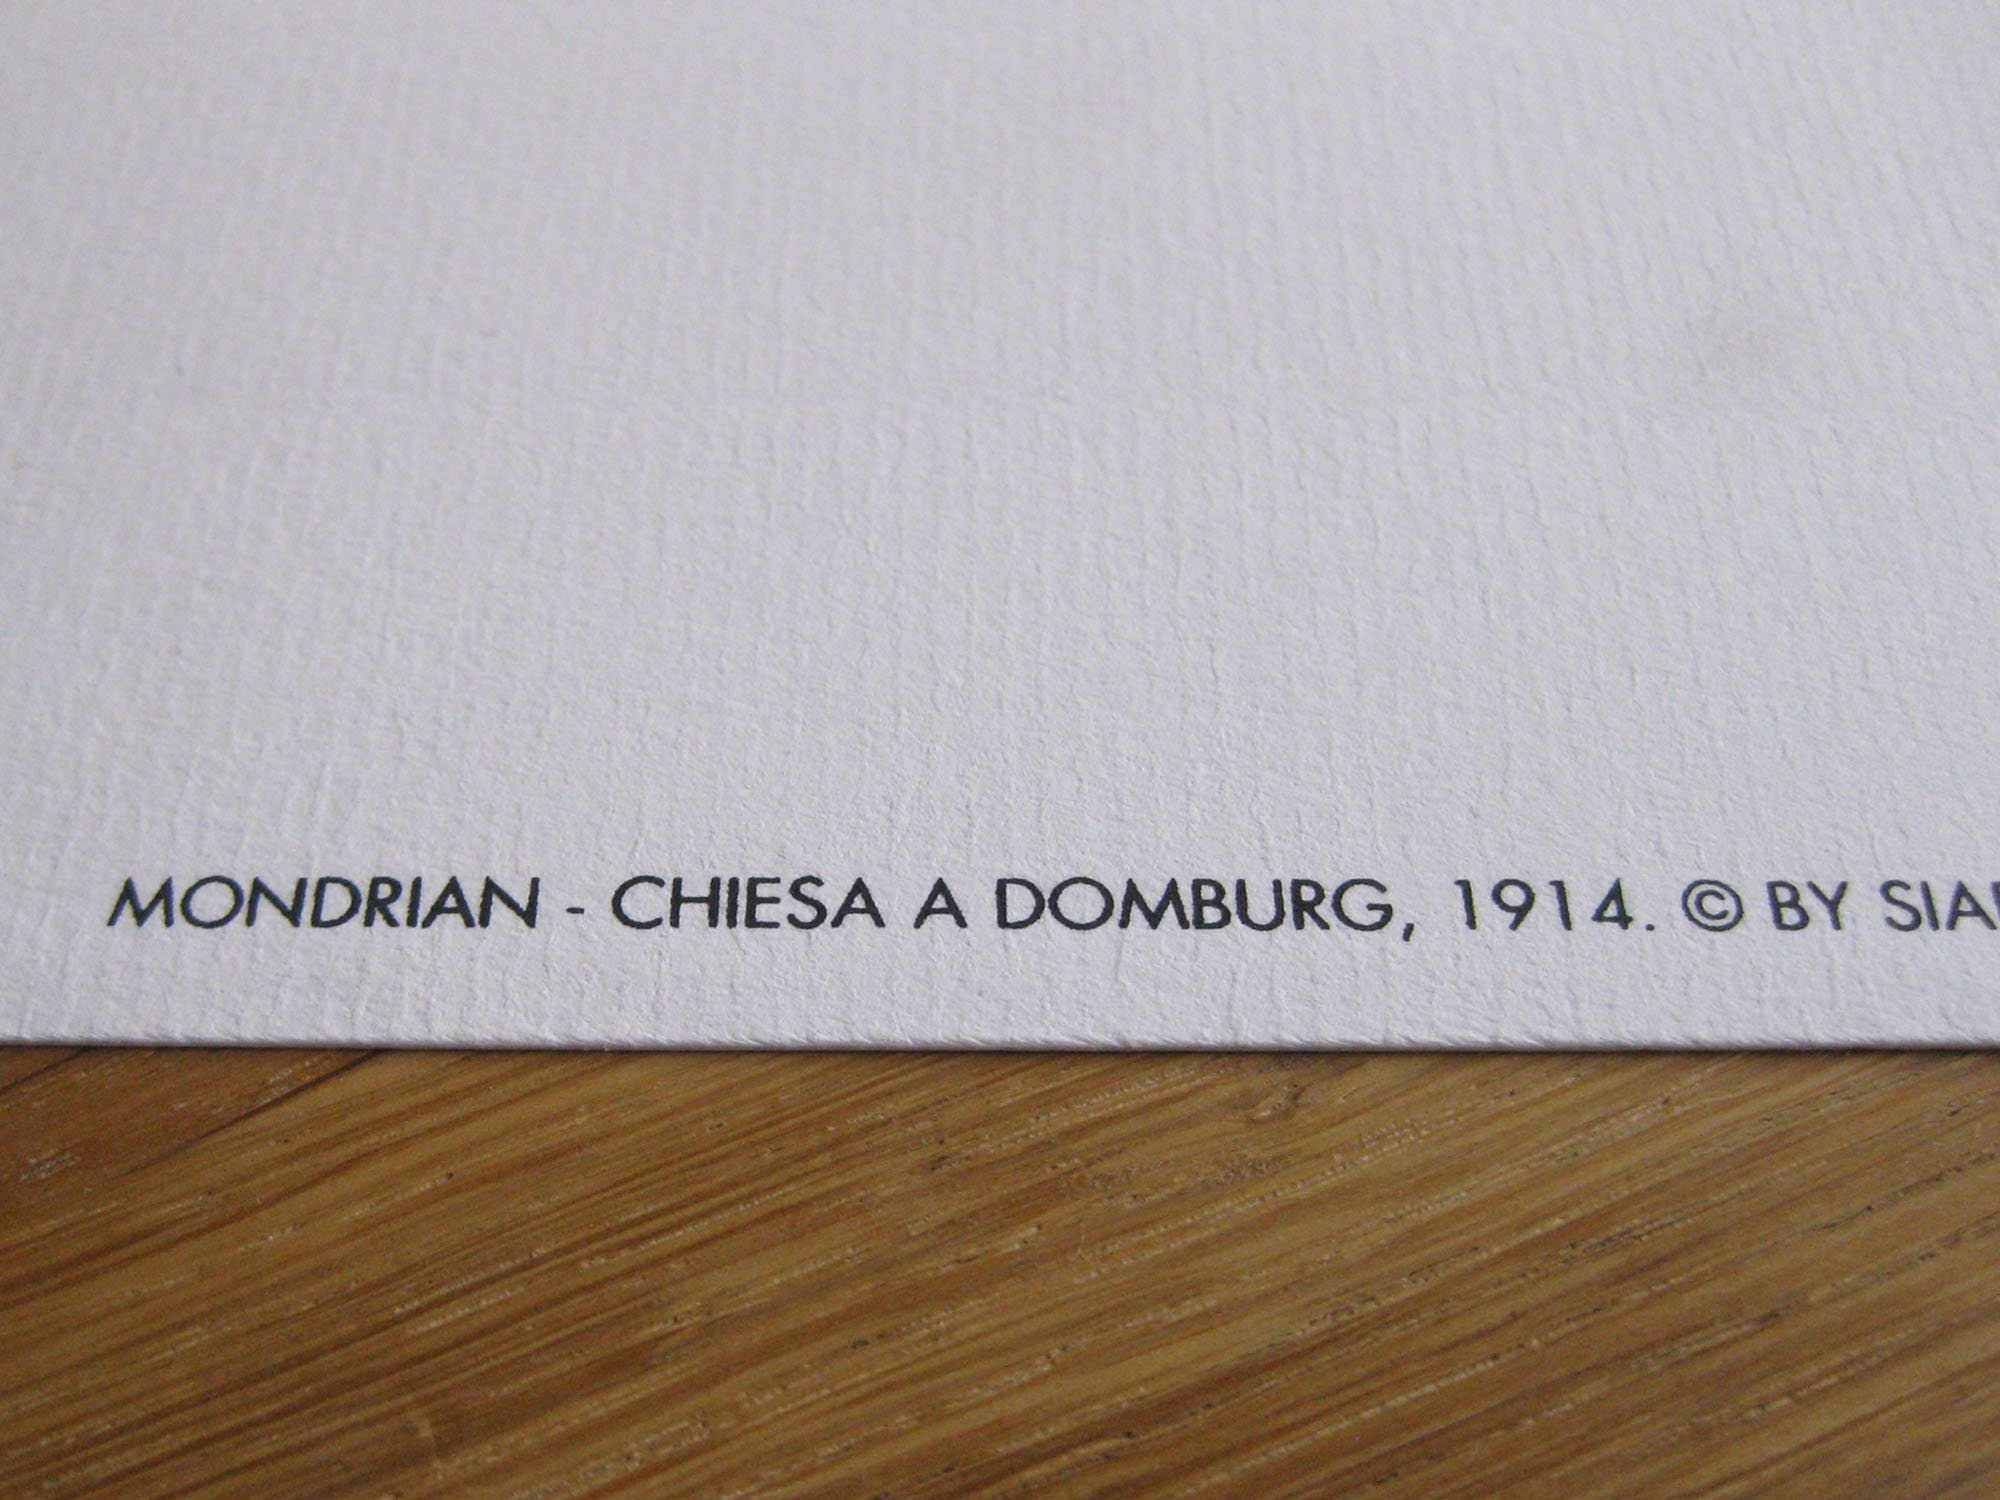 MONDRIAN - CHIESA A DOMBURG, 1914. © BY